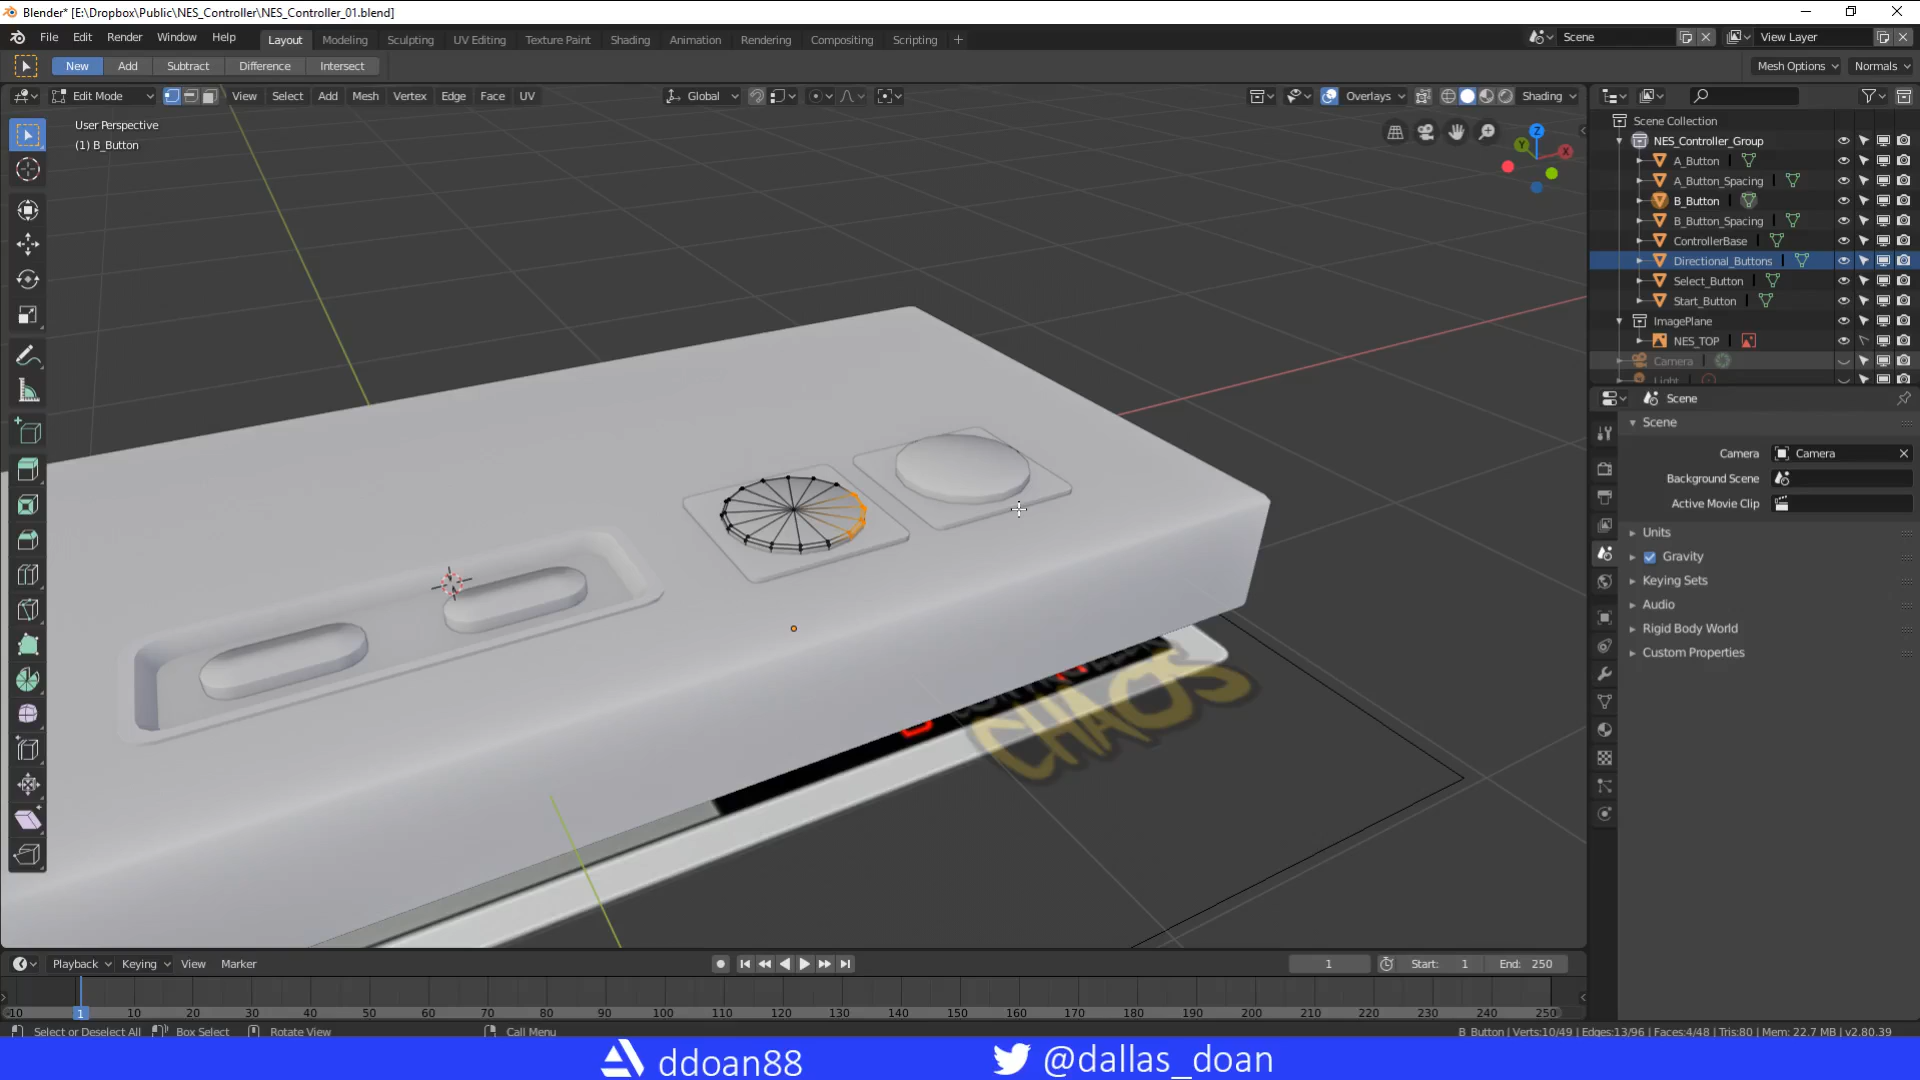 Blender* [E:\Dropbox\Public\NES_Controller\NES_Controller_01.blend]
File Edit Render Window Help Layout Modeling Sculpting UV Editing Texture Paint Shading Animation Rendering Compositing Scripting + Scene View Layer
New Add Subtract Difference Intersect Mesh Options Normals
Edit Mode View Select Add Mesh Vertex Edge Face UV Global Overlays Shading
User Perspective
(1) B_Button
Z
Y
X
Scene Collection
NES_Controller_Group
A_Button
A_Button_Spacing
B_Button
B_Button_Spacing
ControllerBase
Directional_Buttons
Select_Button
Start_Button
ImagePlane
NES_TOP
Camera
Light
Scene
Scene
Camera Camera
Background Scene
Active Movie Clip
Units
Gravity
Keying Sets
Audio
Rigid Body World
Custom Properties
CHAOS
Playback Keying View Marker 1 Start: 1 End: 250
-10 1 10 20 30 40 50 60 70 80 90 100 110 120 130 140 150 160 170 180 190 200 210 220 230 240 250
Select or Deselect All Box Select Rotate View Call Menu B_Button | Verts:10/49 | Edges:13/96 | Faces:4/48 | Tris:80 | Mem: 22.7 MB | v2.80.39
ddoan88 @dallas_doan